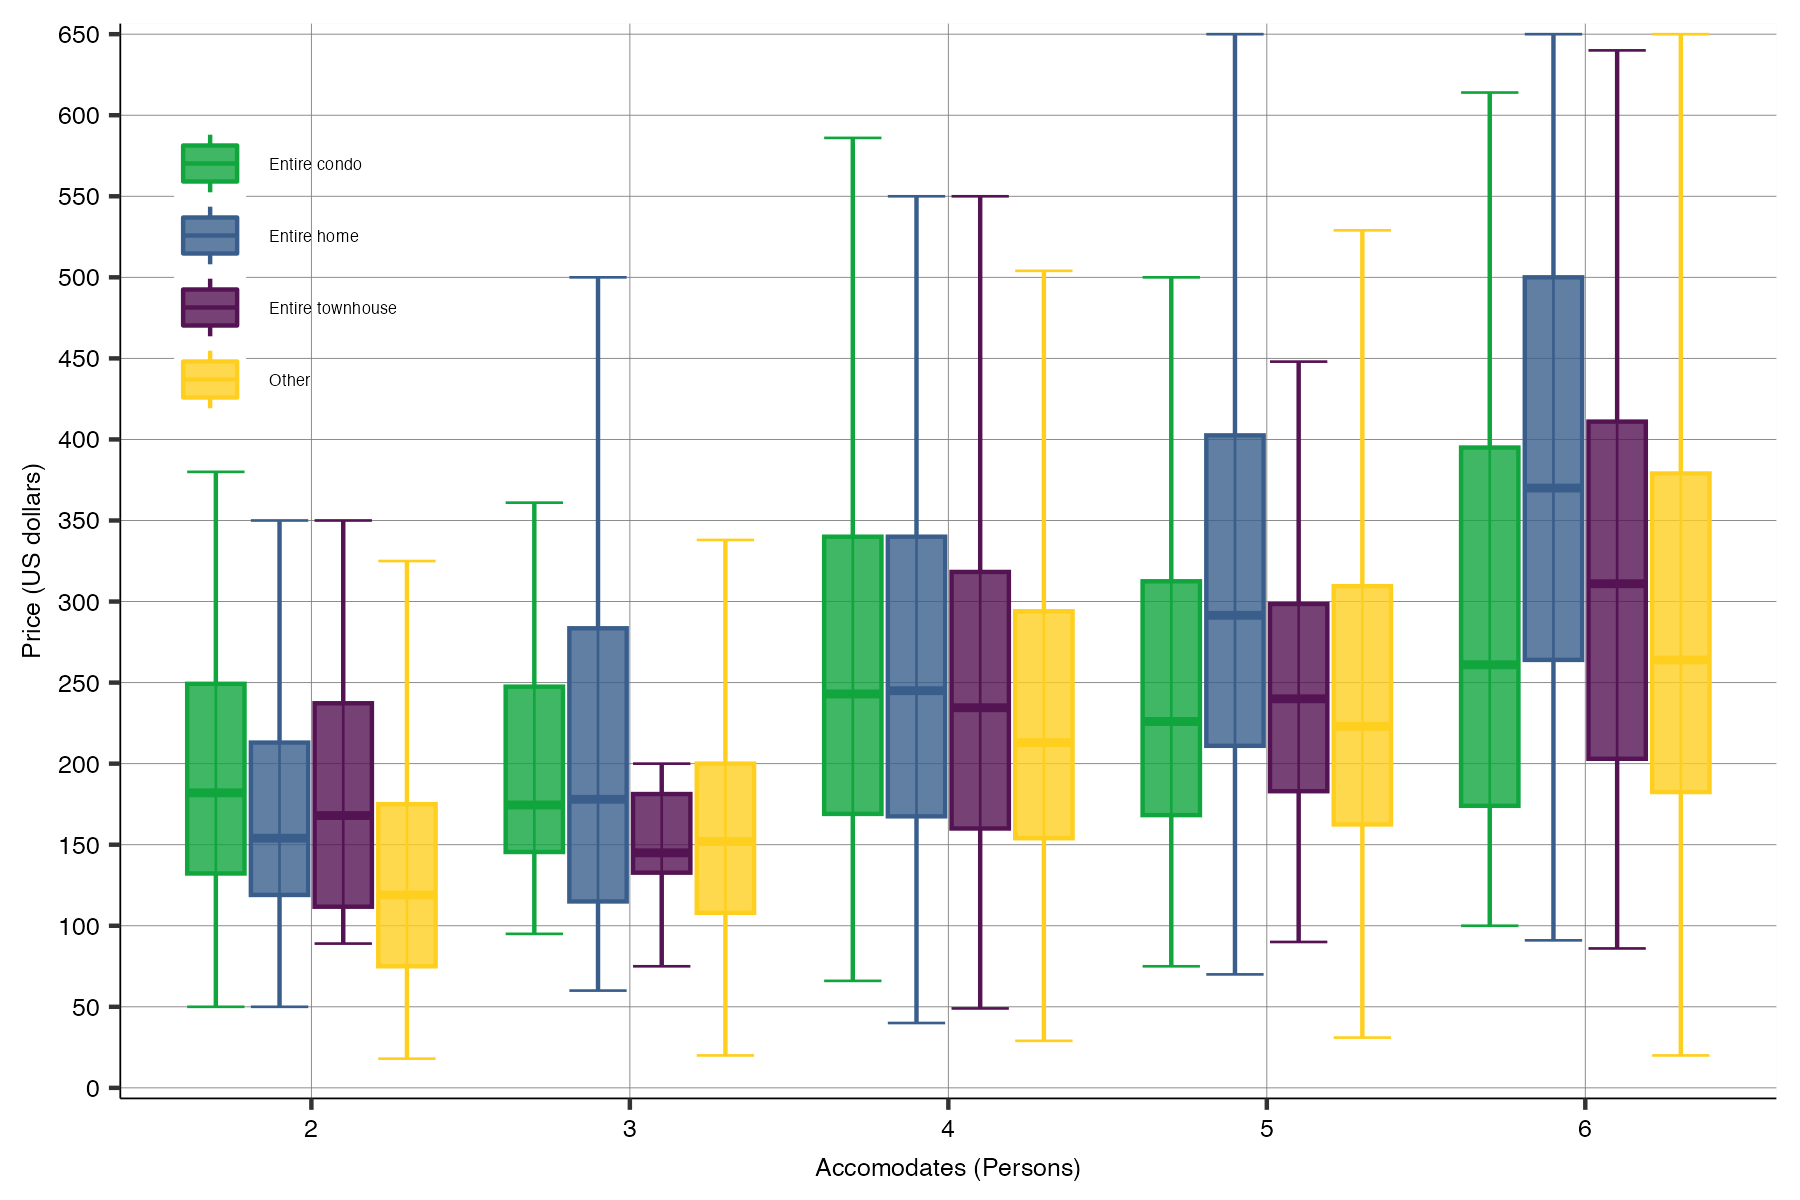 650
600
550
500
450
400
350
300
250
200
150
100
50
0
Price (US dollars)
Entire condo
Entire home
Entire townhouse
Other
2 3 4 5 6
Accomodates (Persons)